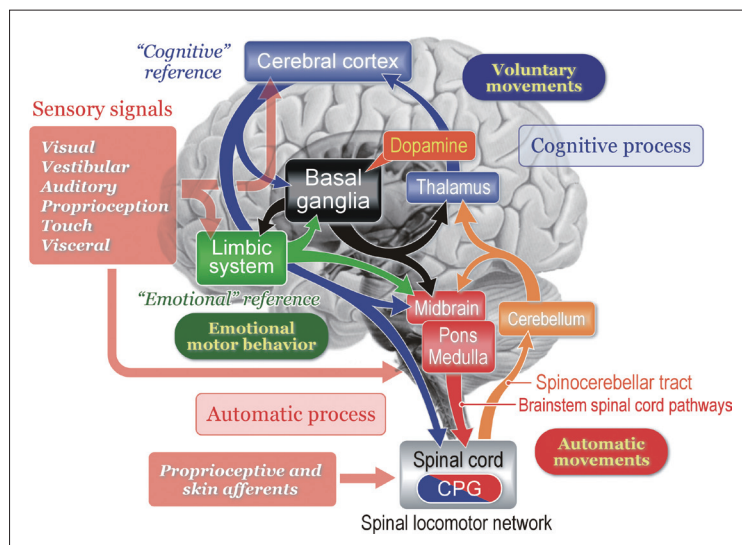 “Cognitive”
reference
Cerebral cortex
Voluntary
movements
Sensory signals
Visual
Vestibular
Auditory
Proprioception
Touch
Visceral
Dopamine
Cognitive process
Basal
ganglia
Thalamus
Limbic
system
“Emotional” reference
Emotional
motor behavior
Midbrain
Pons
Medulla
Cerebellum
Spinocerebellar tract
Brainstem spinal cord pathways
Automatic process
Automatic
movements
Proprioceptive and
skin afferents
Spinal cord
CPG
Spinal locomotor network